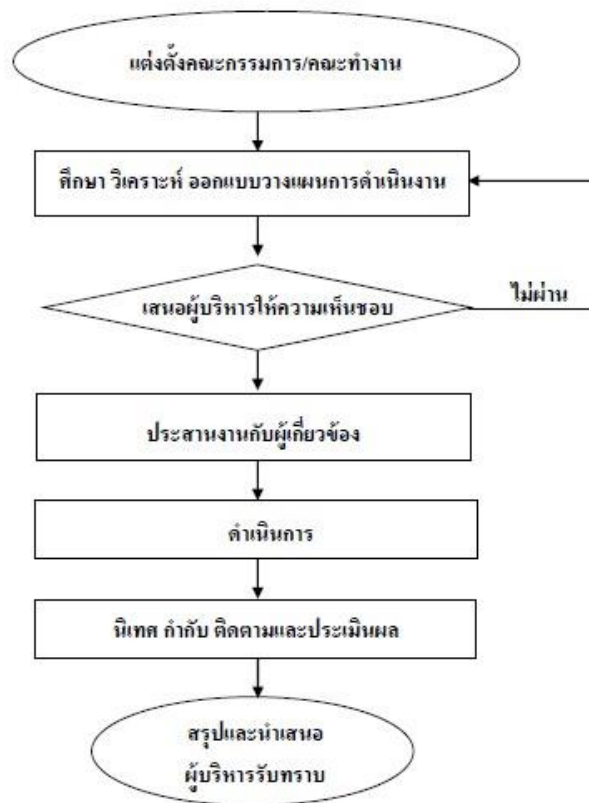 แต่งตั้งคณะกรรมการ/คณะทำงาน
ศึกษา วิเคราะห์ ออกแบบวางแผนการดำเนินงาน
เสนอผู้บริหารให้ความเห็นชอบ
ไม่ผ่าน
ประสานงานกับผู้เกี่ยวข้อง
ดำเนินการ
นิเทศ กำกับ ติดตามและประเมินผล
สรุปและนำเสนอ
ผู้บริหารรับทราบ